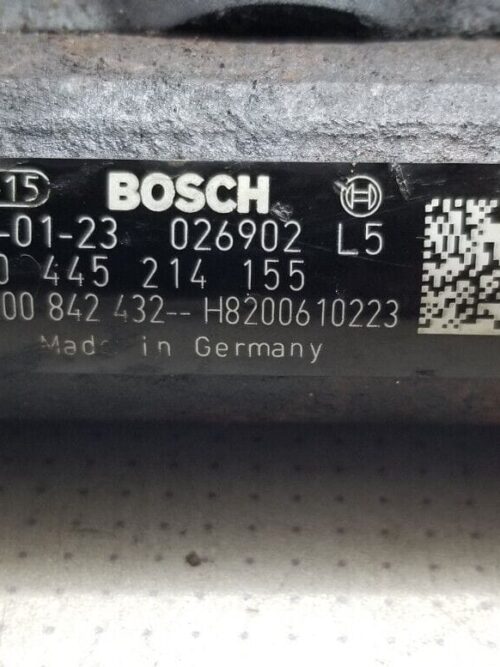 15 BOSCH
-01-23 026902 L5
0 445 214 155
00 842 432-- H8200610223
Made in Germany